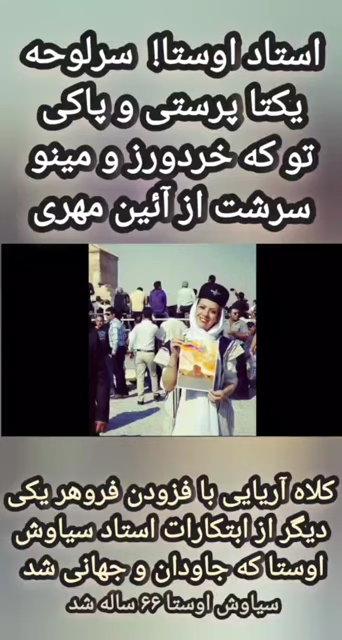 استاد اوستا! سرلوحه
یکتا پرستی و پاکی
تو که خردورز و مینو
سرشت از آئین مهری
کلاه آریایی با فزودن فروهر یکی
دیگر از ابتکارات استاد سیاوش
اوستا که جاودان و جهانی شد
سیاوش اوستا ۶۶ ساله شد